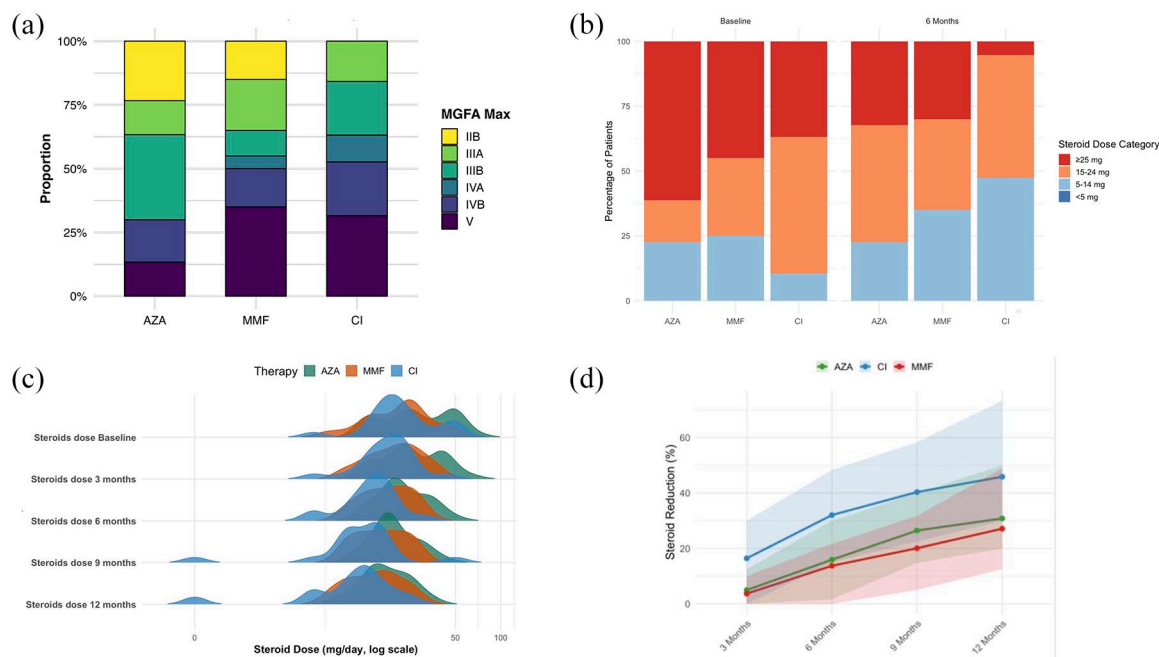 (a)
100%
75%
50%
25%
0%
Proportion
AZA
MMF
CI
MGFA Max
IIB
IIIA
IIIB
IVA
IVB
V
(b)
Baseline
6 Months
100
75
50
25
0
Percentage of Patients
AZA
MMF
CI
AZA
MMF
CI
Steroid Dose Category
≥25 mg
15-24 mg
5-14 mg
<5 mg
(c)
Therapy AZA MMF CI
Steroids dose Baseline
Steroids dose 3 months
Steroids dose 6 months
Steroids dose 9 months
Steroids dose 12 months
0
50
100
Steroid Dose (mg/day, log scale)
(d)
AZA CI MMF
60
40
20
0
Steroid Reduction (%)
3 Months
6 Months
9 Months
12 Months